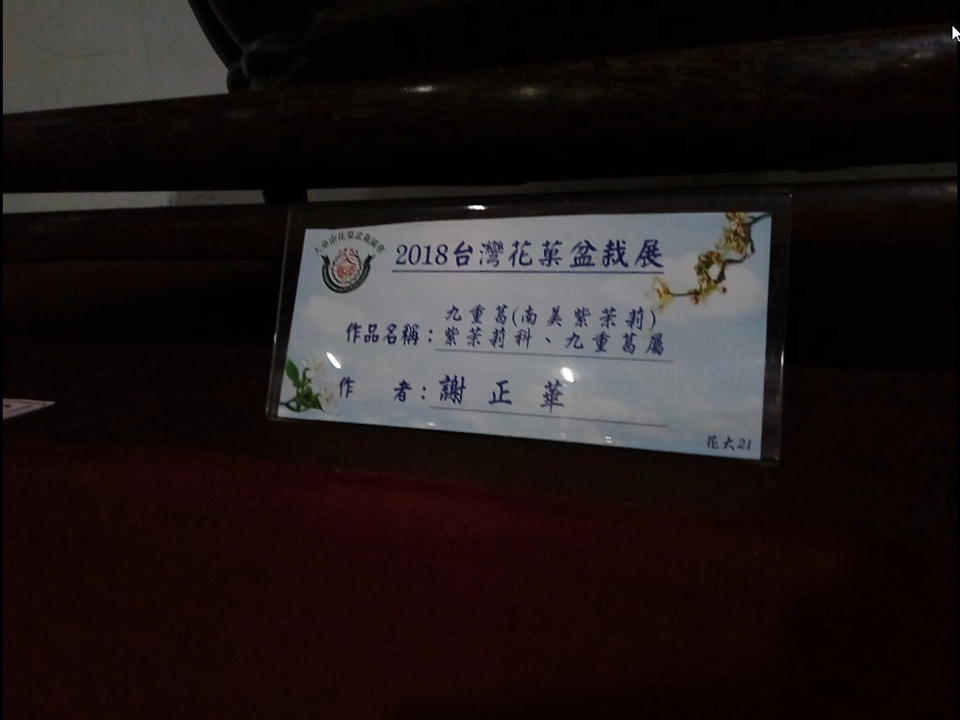 2018台灣花菓盆栽展
九重葛(南美紫茉莉)
作品名稱：紫茉莉科、九重葛屬
作 者：謝正華
花大21